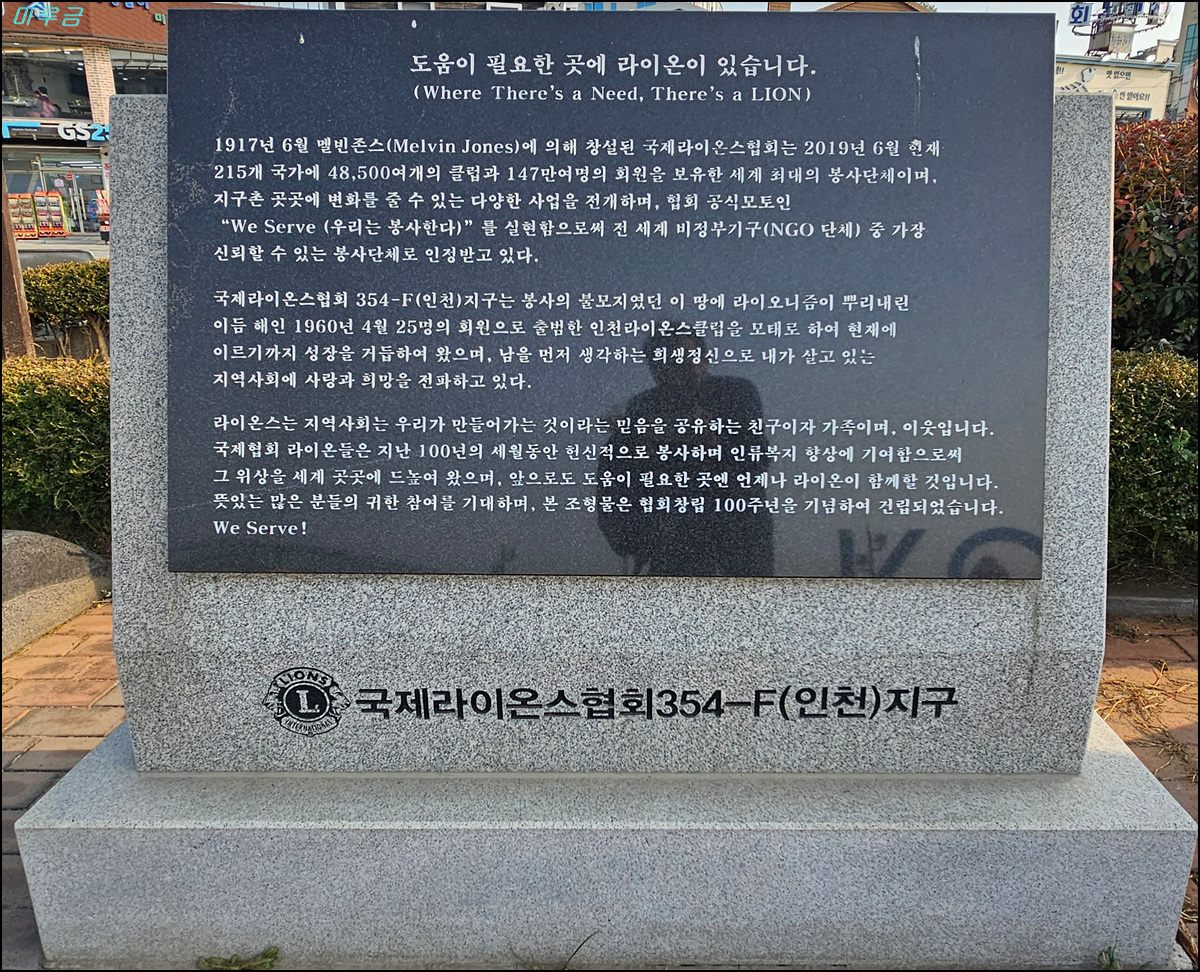 마루금
GS25
도움이 필요한 곳에 라이온이 있습니다.
(Where There's a Need, There's a LION)
1917년 6월 멜빈존스(Melvin Jones)에 의해 창설된 국제라이온스협회는 2019년 6월 현재
215개 국가에 48,500여개의 클럽과 147만여명의 회원을 보유한 세계 최대의 봉사단체이며,
지구촌 곳곳에 변화를 줄 수 있는 다양한 사업을 전개하며, 협회 공식모토인
“We Serve (우리는 봉사한다)”를 실현함으로써 전 세계 비정부기구(NGO 단체) 중 가장
신뢰할 수 있는 봉사단체로 인정받고 있다.
국제라이온스협회 354-F(인천)지구는 봉사의 불모지였던 이 땅에 라이오니즘이 뿌리내린
이듬 해인 1960년 4월 25명의 회원으로 출범한 인천라이온스클럽을 모태로 하여 현재에
이르기까지 성장을 거듭하여 왔으며, 남을 먼저 생각하는 희생정신으로 내가 살고 있는
지역사회에 사랑과 희망을 전파하고 있다.
라이온스는 지역사회는 우리가 만들어가는 것이라는 믿음을 공유하는 친구이자 가족이며, 이웃입니다.
국제협회 라이온들은 지난 100년의 세월동안 헌신적으로 봉사하며 인류복지 향상에 기여함으로써
그 위상을 세계 곳곳에 드높여 왔으며, 앞으로도 도움이 필요한 곳엔 언제나 라이온이 함께할 것입니다.
뜻있는 많은 분들의 귀한 참여를 기대하며, 본 조형물은 협회창립 100주년을 기념하여 건립되었습니다.
We Serve!
LIONS
L
INTERNATIONAL
국제라이온스협회354-F(인천)지구